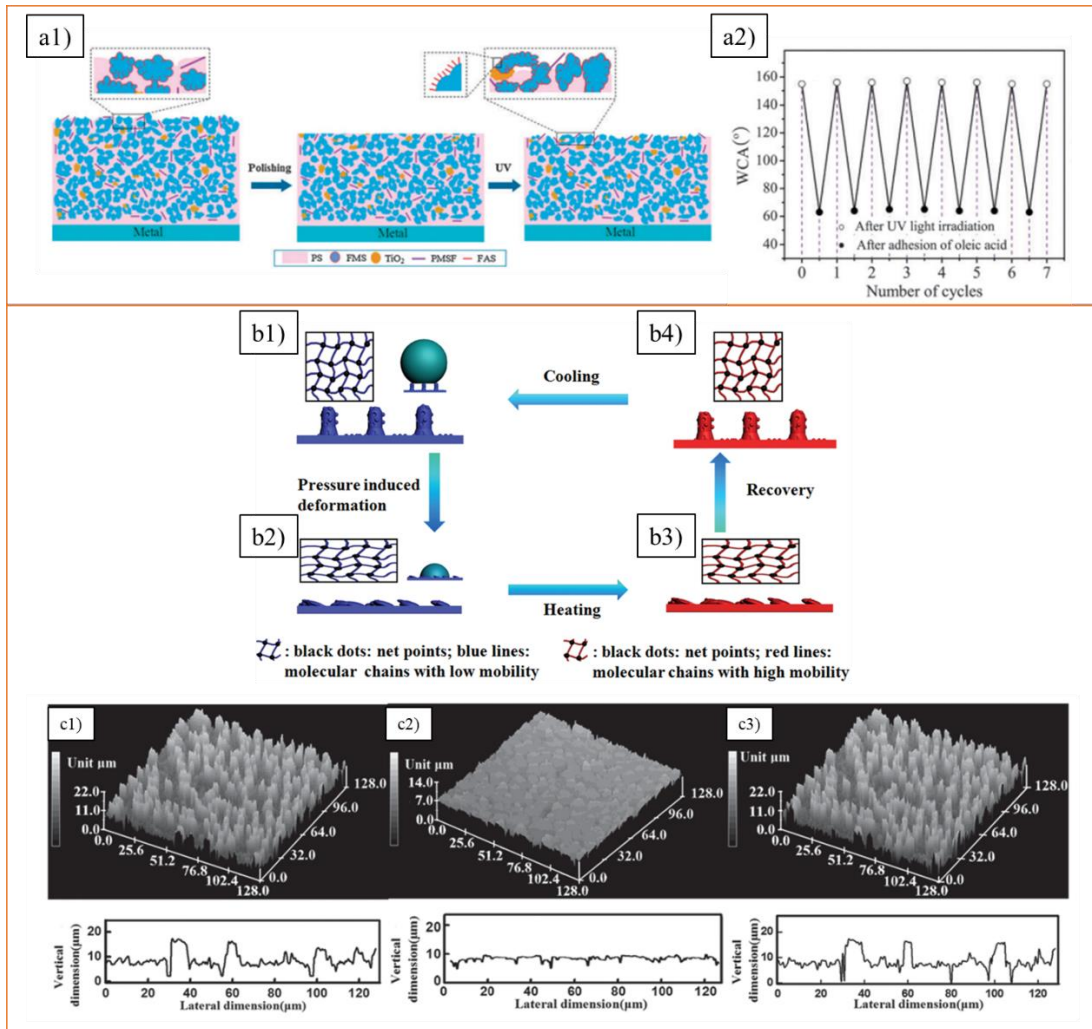 a1)
Polishing
UV
Metal
Metal
Metal
PS FMS TiO₂ PMSF FAS
a2)
WCA(°)
160
140
120
100
80
60
40
After UV light irradiation
After adhesion of oleic acid
0 1 2 3 4 5 6 7
Number of cycles
b1)
b4)
Cooling
Pressure induced
deformation
Recovery
b2)
b3)
Heating
: black dots: net points; blue lines:
molecular chains with low mobility
: black dots: net points; red lines:
molecular chains with high mobility
c1)
Unit µm
22.0
11.0
0.0
0.0
25.6
51.2
76.8
102.4
128.0
0.0
32.0
64.0
96.0
128.0
c2)
Unit µm
14.0
7.0
0.0
0.0
25.6
51.2
76.8
102.4
128.0
0.0
32.0
64.0
96.0
128.0
c3)
Unit µm
22.0
11.0
0.0
0.0
25.6
51.2
76.8
102.4
128.0
0.0
32.0
64.0
96.0
128.0
Vertical
dimension(µm)
20
10
0
0 20 40 60 80 100 120
Lateral dimension(µm)
Vertical
dimension(µm)
20
10
0
0 20 40 60 80 100 120
Lateral dimension(µm)
Vertical
dimension(µm)
20
10
0
0 20 40 60 80 100 120
Lateral dimension(µm)